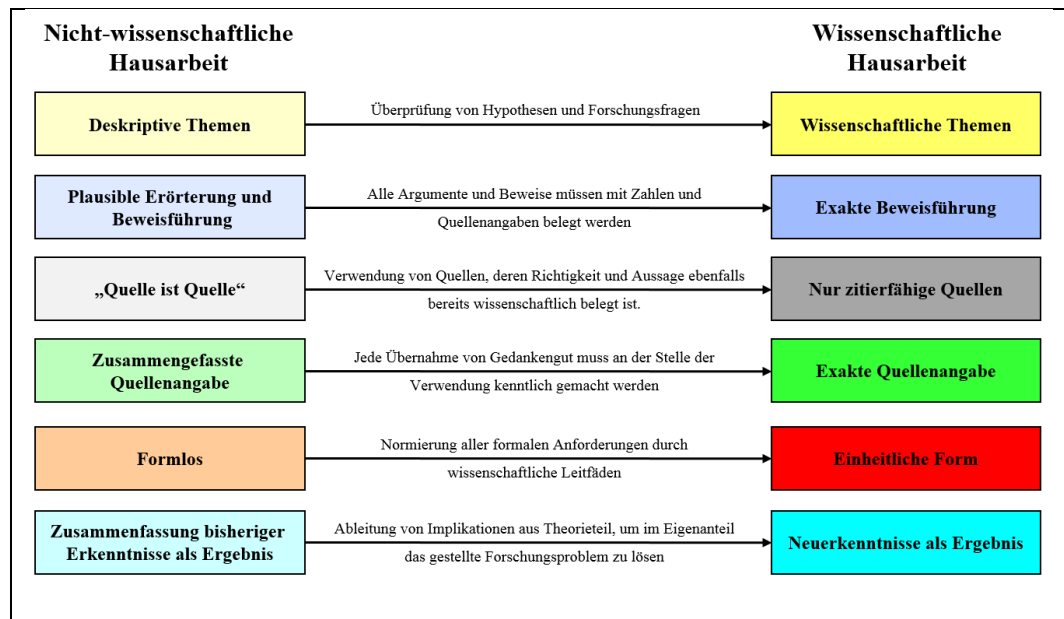 Nicht-wissenschaftliche
Hausarbeit
Wissenschaftliche
Hausarbeit
Deskriptive Themen
Überprüfung von Hypothesen und Forschungsfragen
Wissenschaftliche Themen
Plausible Erörterung und
Beweisführung
Alle Argumente und Beweise müssen mit Zahlen und
Quellenangaben belegt werden
Exakte Beweisführung
„Quelle ist Quelle“
Verwendung von Quellen, deren Richtigkeit und Aussage ebenfalls
bereits wissenschaftlich belegt ist.
Nur zitierfähige Quellen
Zusammengefasste
Quellenangabe
Jede Übernahme von Gedankengut muss an der Stelle der
Verwendung kenntlich gemacht werden
Exakte Quellenangabe
Formlos
Normierung aller formalen Anforderungen durch
wissenschaftliche Leitfäden
Einheitliche Form
Zusammenfassung bisheriger
Erkenntnisse als Ergebnis
Ableitung von Implikationen aus Theorieteil, um im Eigenanteil
das gestellte Forschungsproblem zu lösen
Neuerkenntnisse als Ergebnis